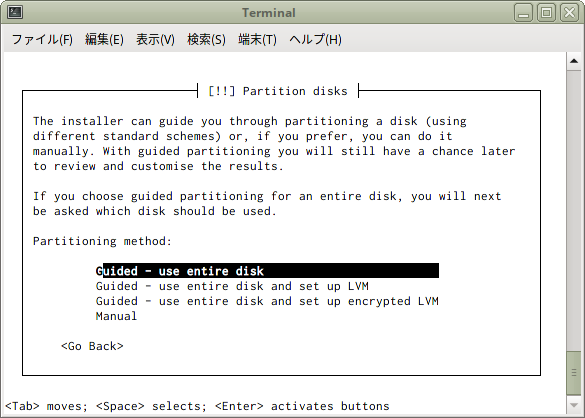 Terminal
ファイル(F) 編集(E) 表示(V) 検索(S) 端末(T) ヘルプ(H)
[!!] Partition disks
The installer can guide you through partitioning a disk (using
different standard schemes) or, if you prefer, you can do it
manually. With guided partitioning you will still have a chance later
to review and customise the results.
If you choose guided partitioning for an entire disk, you will next
be asked which disk should be used.
Partitioning method:
Guided - use entire disk
Guided - use entire disk and set up LVM
Guided - use entire disk and set up encrypted LVM
Manual
<Go Back>
<Tab> moves; <Space> selects; <Enter> activates buttons